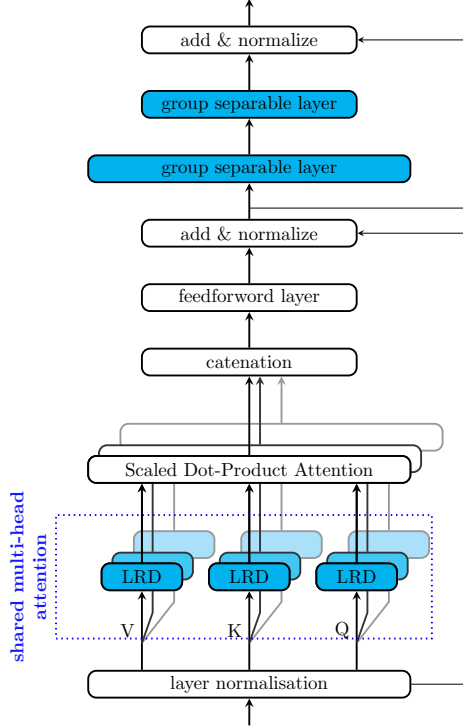 add & normalize
group separable layer
group separable layer
add & normalize
feedforword layer
catenation
Scaled Dot-Product Attention
shared multi-head
attention
LRD
LRD
LRD
V
K
Q
layer normalisation